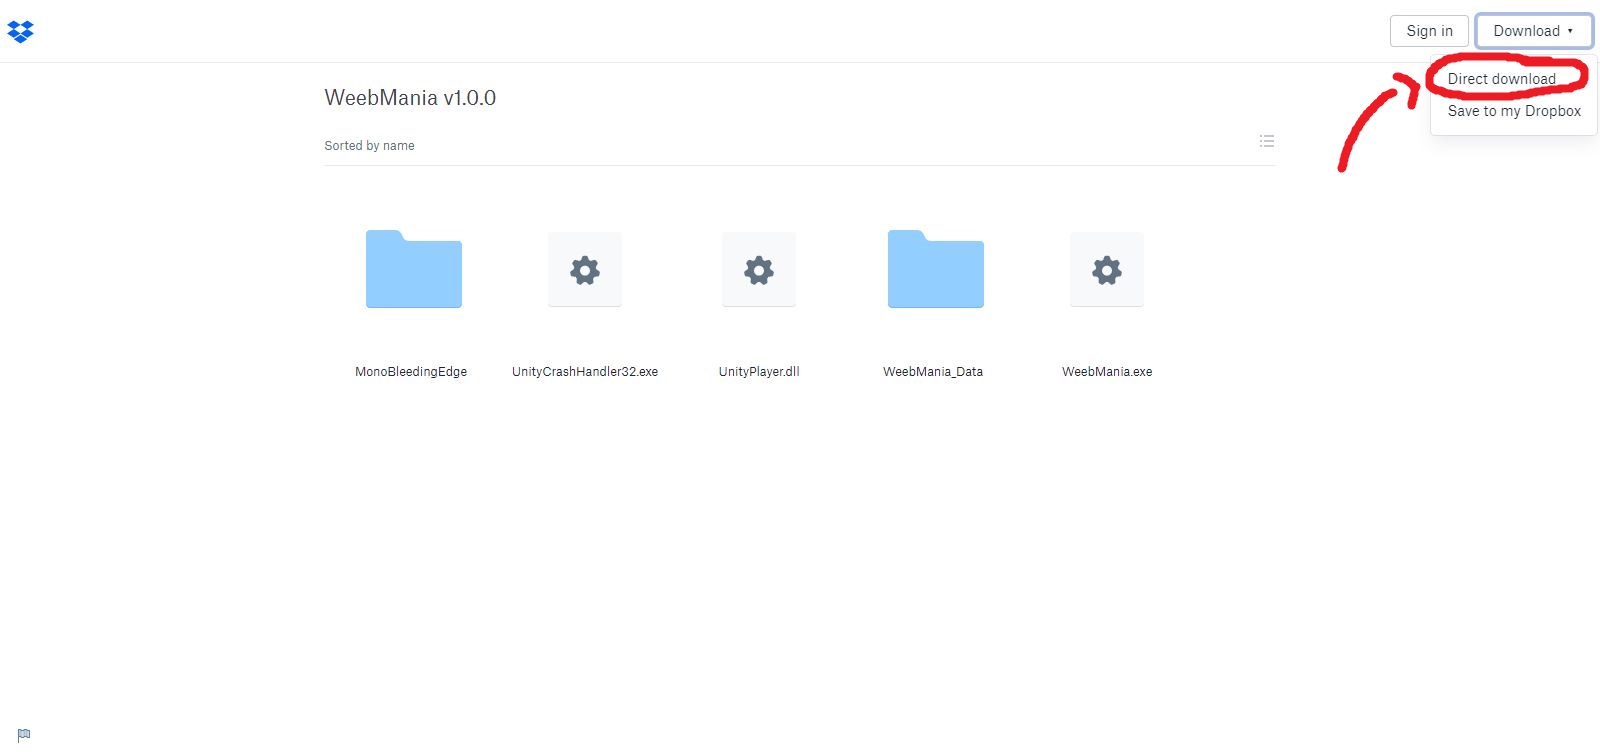 Sign in
Download
Direct download
Save to my Dropbox
WeebMania v1.0.0
Sorted by name
MonoBleedingEdge
UnityCrashHandler32.exe
UnityPlayer.dll
WeebMania_Data
WeebMania.exe